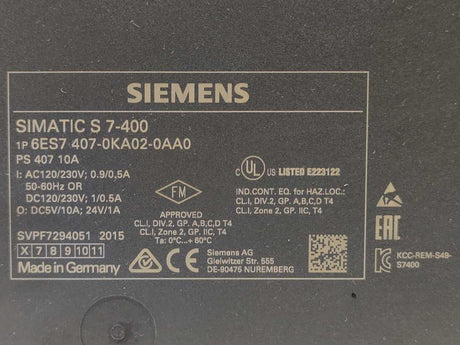 SIEMENS
SIMATIC S 7-400
1P 6ES7 407-0KA02-0AA0
PS 407 10A
I: AC120/230V; 0.9/0,5A
50-60Hz OR
DC120/230V; 1/0.5A
O: DC5V/10A; 24V/1A
SVPF7294051 2015
X 7 8 9 10 11
Made in Germany
FM
APPROVED
CL.I, DIV.2, GP. A,B,C,D T4
CL.I, Zone 2, GP. IIC, T4
Ta: 0°C...+ 60°C
C UL US LISTED E223122
IND.CONT. EQ. for HAZ.LOC.:
CL.I, DIV.2, GP. A,B,C,D T4
CL.I, Zone 2, GP. IIC, T4
CE
Siemens AG
Gleiwitzer Str. 555
DE-90475 NUREMBERG
EAC
KCC-REM-S49-
S7400